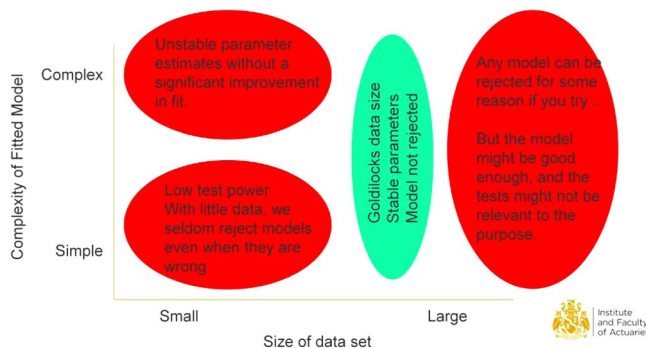 Complexity of Fitted Model
Complex
Simple
Unstable parameter
estimates without a
significant improvement
in fit.
Low test power
With little data, we
seldom reject models
even when they are
wrong
Goldilocks data size
Stable parameters
Model not rejected
Any model can be
rejected for some
reason if you try ..
But the model
might be good
enough, and the
tests might not be
relevant to the
purpose.
Small
Large
Size of data set
Institute
and Faculty
of Actuaries